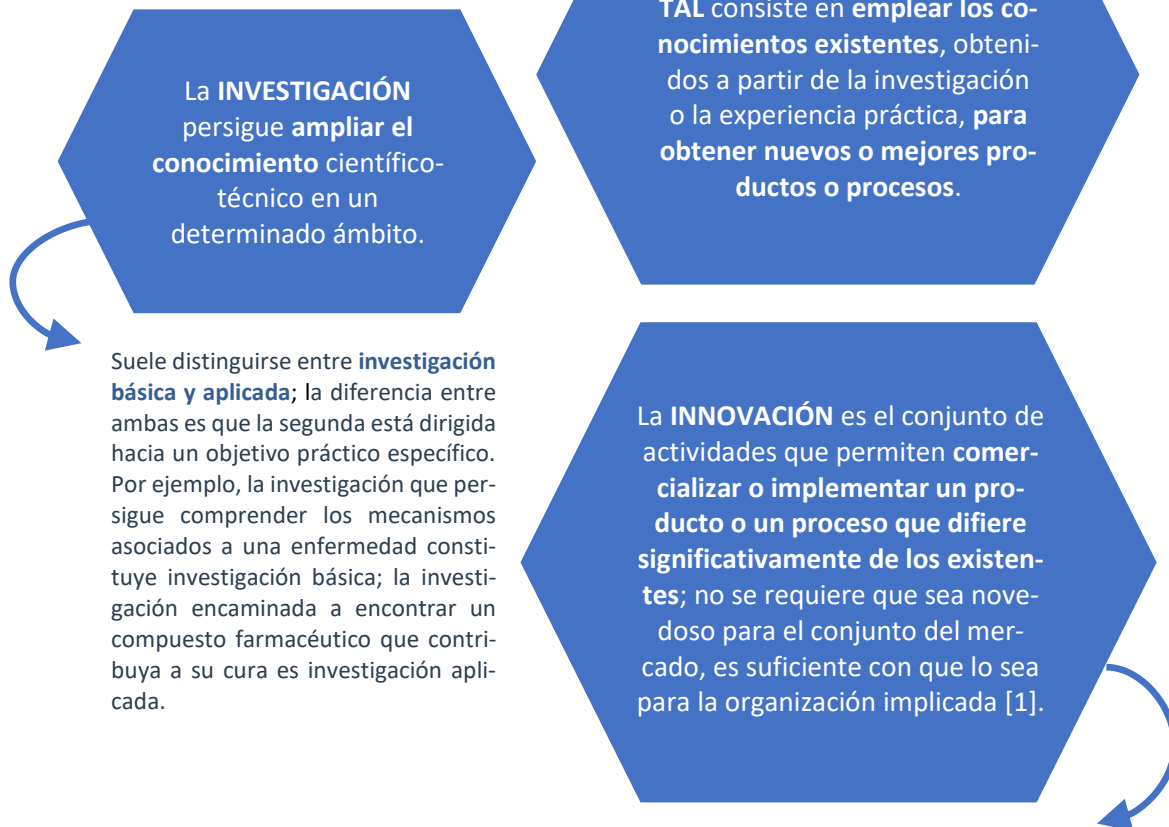 La INVESTIGACIÓN
persigue ampliar el
conocimiento científico-
técnico en un
determinado ámbito.
TAL consiste en emplear los co-
nocimientos existentes, obteni-
dos a partir de la investigación
o la experiencia práctica, para
obtener nuevos o mejores pro-
ductos o procesos.
Suele distinguirse entre investigación
básica y aplicada; la diferencia entre
ambas es que la segunda está dirigida
hacia un objetivo práctico específico.
Por ejemplo, la investigación que per-
sigue comprender los mecanismos
asociados a una enfermedad consti-
tuye investigación básica; la investi-
gación encaminada a encontrar un
compuesto farmacéutico que contri-
buya a su cura es investigación apli-
cada.
La INNOVACIÓN es el conjunto de
actividades que permiten comer-
cializar o implementar un pro-
ducto o un proceso que difiere
significativamente de los existen-
tes; no se requiere que sea nove-
doso para el conjunto del mer-
cado, es suficiente con que lo sea
para la organización implicada [1].